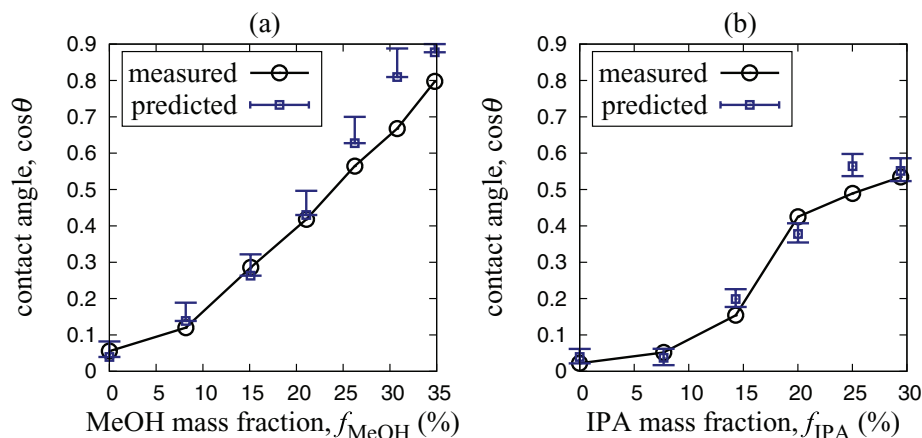 (a)
contact angle, cosθ
0.9
0.8
0.7
0.6
0.5
0.4
0.3
0.2
0.1
0
measured
predicted
0 5 10 15 20 25 30 35
MeOH mass fraction, fMeOH (%)
(b)
contact angle, cosθ
0.9
0.8
0.7
0.6
0.5
0.4
0.3
0.2
0.1
0
measured
predicted
0 5 10 15 20 25 30
IPA mass fraction, fIPA (%)